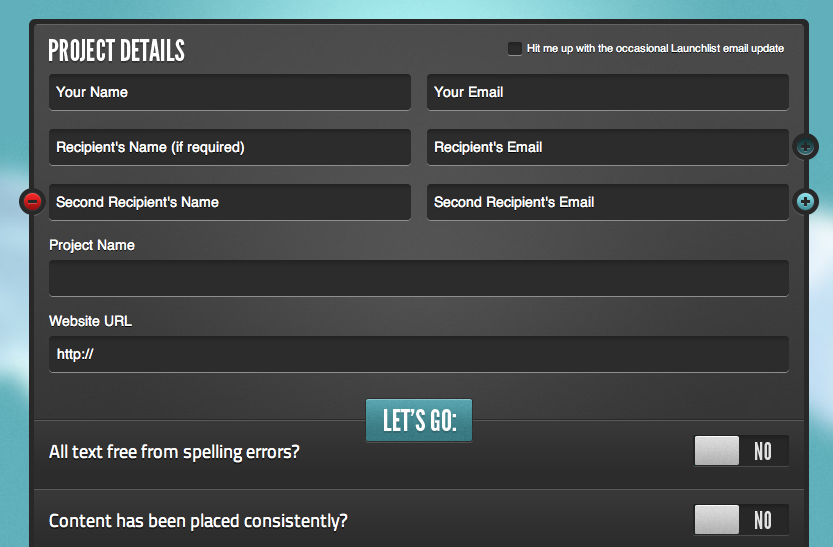 PROJECT DETAILS
Hit me up with the occasional Launchlist email update
Your Name
Your Email
Recipient's Name (if required)
Recipient's Email
Second Recipient's Name
Second Recipient's Email
Project Name
Website URL
http://
LET'S GO:
All text free from spelling errors?
NO
Content has been placed consistently?
NO